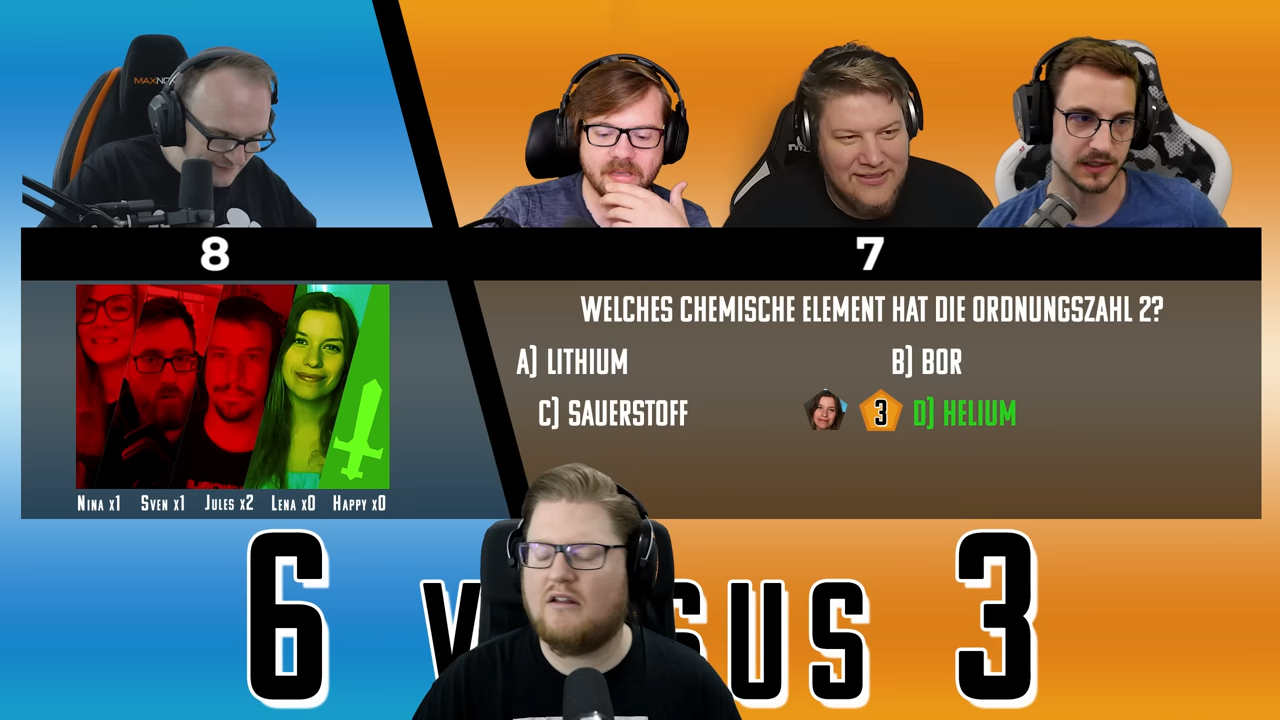 MAXNO
8
7
WELCHES CHEMISCHE ELEMENT HAT DIE ORDNUNGSZAHL 2?
A) LITHIUM
B) BOR
C) SAUERSTOFF
3
D) HELIUM
NINA x1
SVEN x1
JULES x2
LENA x0
HAPPY x0
6
3